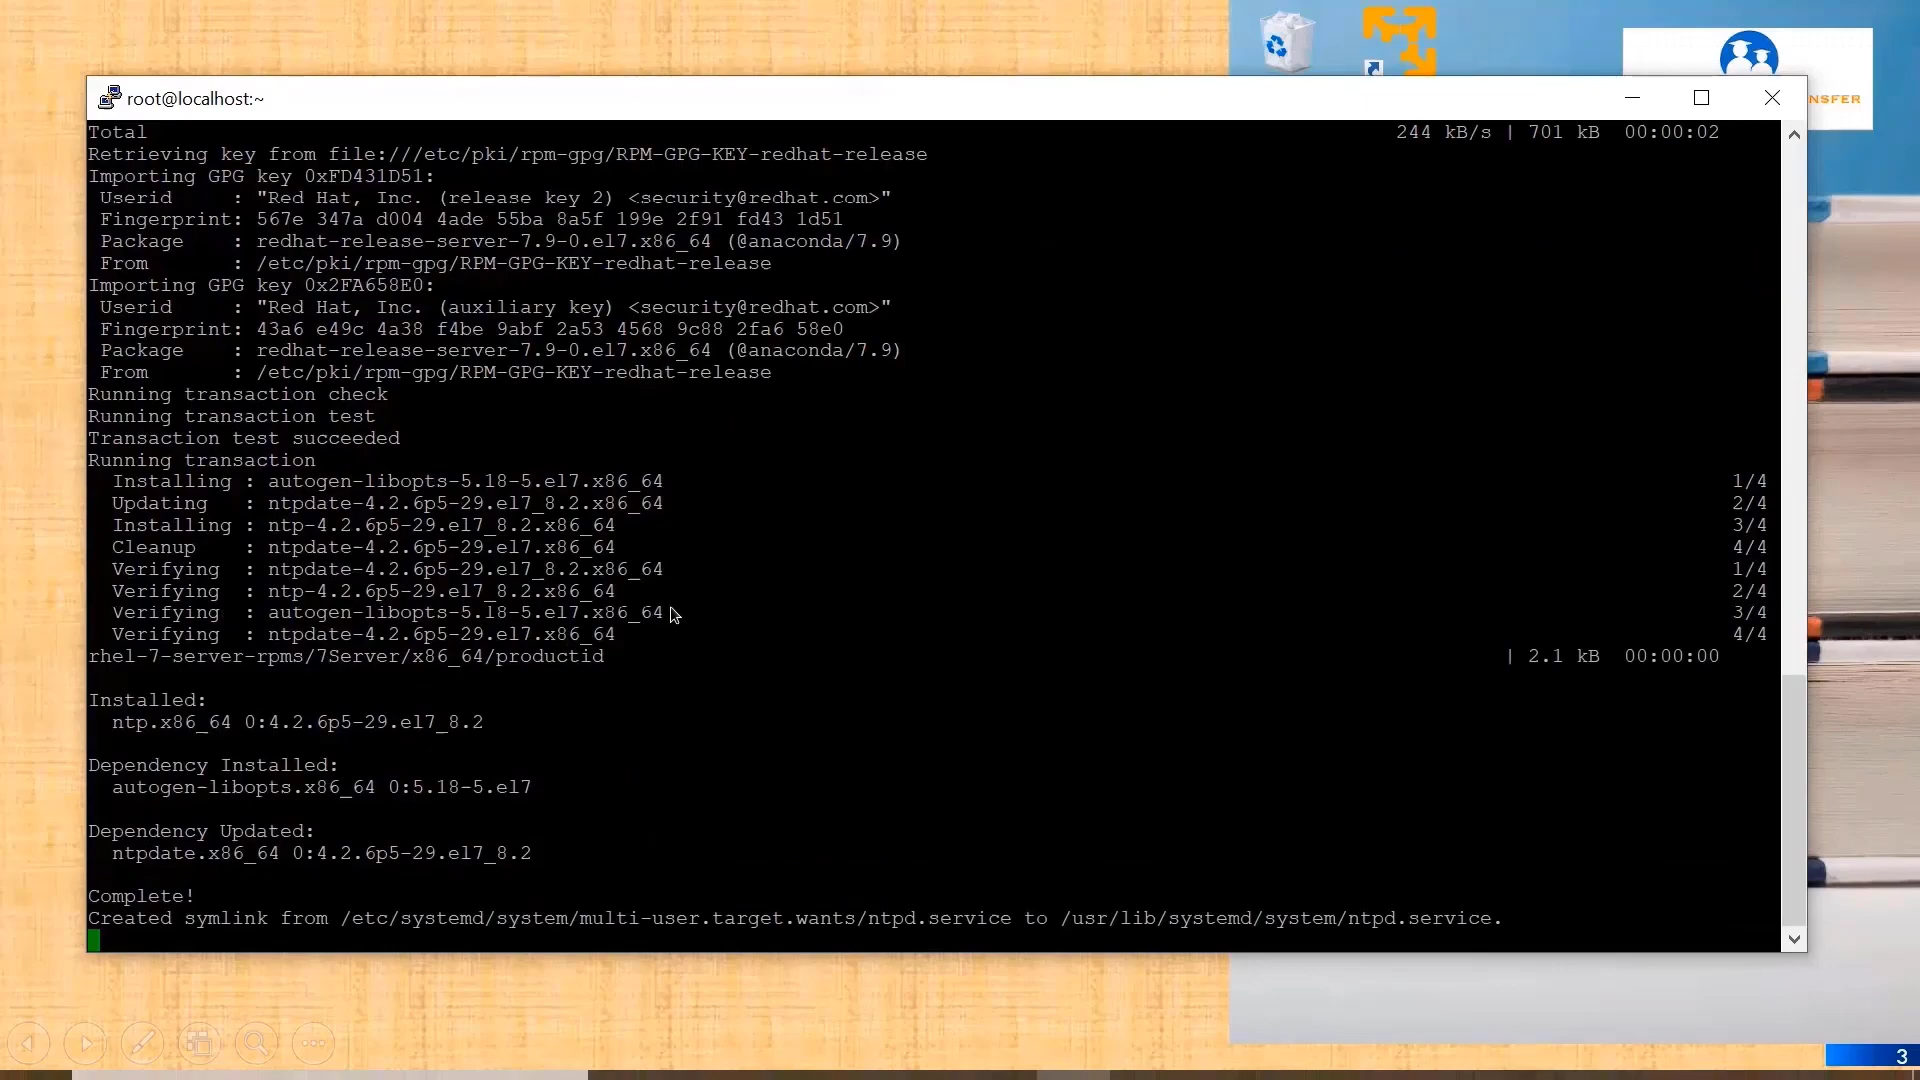 NSFER
root@localhost:~
Total 244 kB/s | 701 kB 00:00:02
Retrieving key from file:///etc/pki/rpm-gpg/RPM-GPG-KEY-redhat-release
Importing GPG key 0xFD431D51:
Userid : "Red Hat, Inc. (release key 2) <security@redhat.com>"
Fingerprint: 567e 347a d004 4ade 55ba 8a5f 199e 2f91 fd43 1d51
Package : redhat-release-server-7.9-0.el7.x86_64 (@anaconda/7.9)
From : /etc/pki/rpm-gpg/RPM-GPG-KEY-redhat-release
Importing GPG key 0x2FA658E0:
Userid : "Red Hat, Inc. (auxiliary key) <security@redhat.com>"
Fingerprint: 43a6 e49c 4a38 f4be 9abf 2a53 4568 9c88 2fa6 58e0
Package : redhat-release-server-7.9-0.el7.x86_64 (@anaconda/7.9)
From : /etc/pki/rpm-gpg/RPM-GPG-KEY-redhat-release
Running transaction check
Running transaction test
Transaction test succeeded
Running transaction
Installing : autogen-libopts-5.18-5.el7.x86_64 1/4
Updating : ntpdate-4.2.6p5-29.el7_8.2.x86_64 2/4
Installing : ntp-4.2.6p5-29.el7_8.2.x86_64 3/4
Cleanup : ntpdate-4.2.6p5-29.el7.x86_64 4/4
Verifying : ntpdate-4.2.6p5-29.el7_8.2.x86_64 1/4
Verifying : ntp-4.2.6p5-29.el7_8.2.x86_64 2/4
Verifying : autogen-libopts-5.18-5.el7.x86_64 3/4
Verifying : ntpdate-4.2.6p5-29.el7.x86_64 4/4
rhel-7-server-rpms/7Server/x86_64/productid | 2.1 kB 00:00:00
Installed:
ntp.x86_64 0:4.2.6p5-29.el7_8.2
Dependency Installed:
autogen-libopts.x86_64 0:5.18-5.el7
Dependency Updated:
ntpdate.x86_64 0:4.2.6p5-29.el7_8.2
Complete!
Created symlink from /etc/systemd/system/multi-user.target.wants/ntpd.service to /usr/lib/systemd/system/ntpd.service.
3